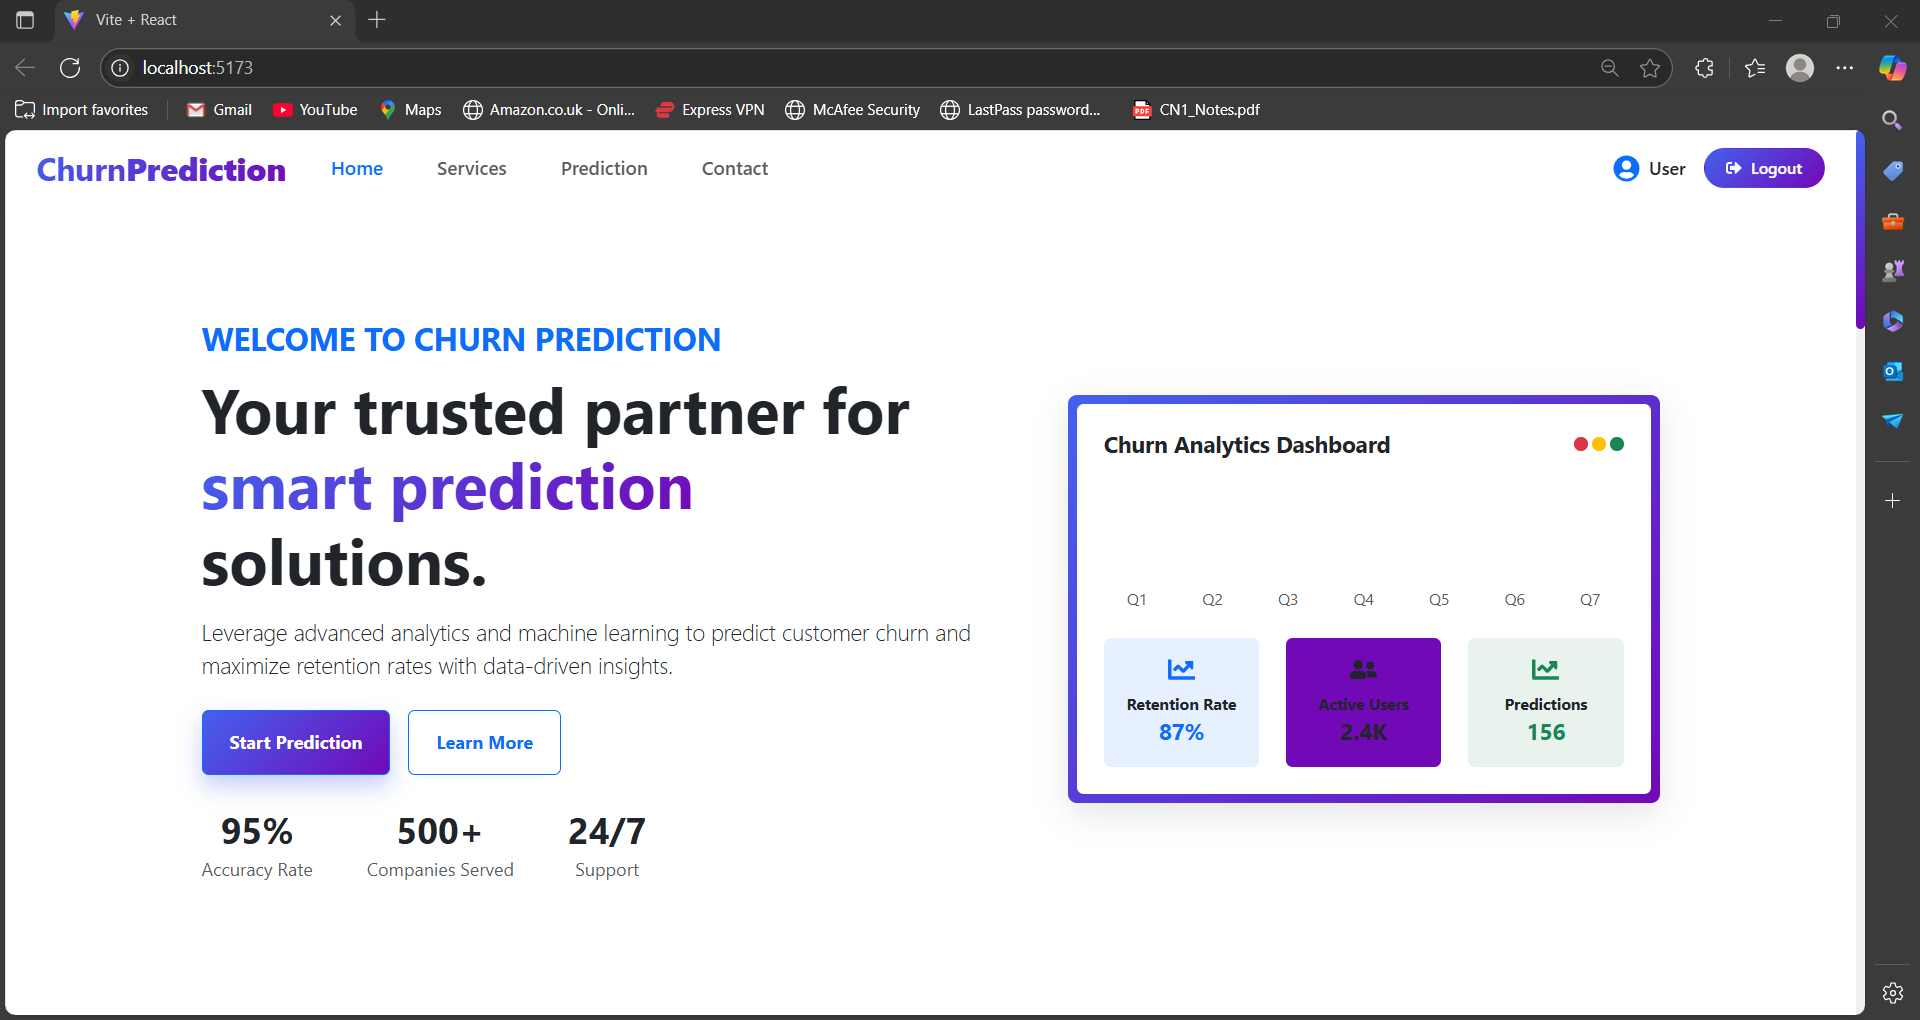 Vite + React
localhost:5173
Import favorites
Gmail
YouTube
Maps
Amazon.co.uk - Onli...
Express VPN
McAfee Security
LastPass password...
PDF
CN1_Notes.pdf
ChurnPrediction
Home
Services
Prediction
Contact
User
Logout
WELCOME TO CHURN PREDICTION
Your trusted partner for
smart prediction
solutions.
Leverage advanced analytics and machine learning to predict customer churn and
maximize retention rates with data-driven insights.
Start Prediction
Learn More
95%
Accuracy Rate
500+
Companies Served
24/7
Support
Churn Analytics Dashboard
Q1 Q2 Q3 Q4 Q5 Q6 Q7
Retention Rate
87%
Active Users
2.4K
Predictions
156